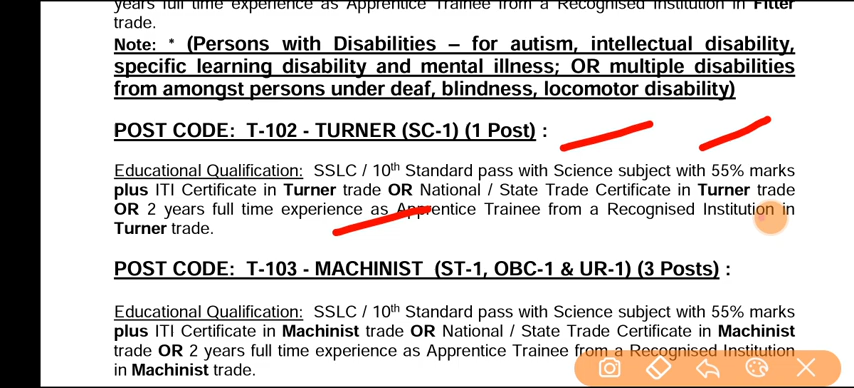 years full time experience as Apprentice Trainee from a Recognised Institution in Fitter
trade.
Note: * (Persons with Disabilities – for autism, intellectual disability,
specific learning disability and mental illness; OR multiple disabilities
from amongst persons under deaf, blindness, locomotor disability)
POST CODE: T-102 - TURNER (SC-1) (1 Post) :
Educational Qualification: SSLC / 10th Standard pass with Science subject with 55% marks
plus ITI Certificate in Turner trade OR National / State Trade Certificate in Turner trade
OR 2 years full time experience as Apprentice Trainee from a Recognised Institution in
Turner trade.
POST CODE: T-103 - MACHINIST (ST-1, OBC-1 & UR-1) (3 Posts) :
Educational Qualification: SSLC / 10th Standard pass with Science subject with 55% marks
plus ITI Certificate in Machinist trade OR National / State Trade Certificate in Machinist
trade OR 2 years full time experience as Apprentice Trainee from a Recognised Institution
in Machinist trade.